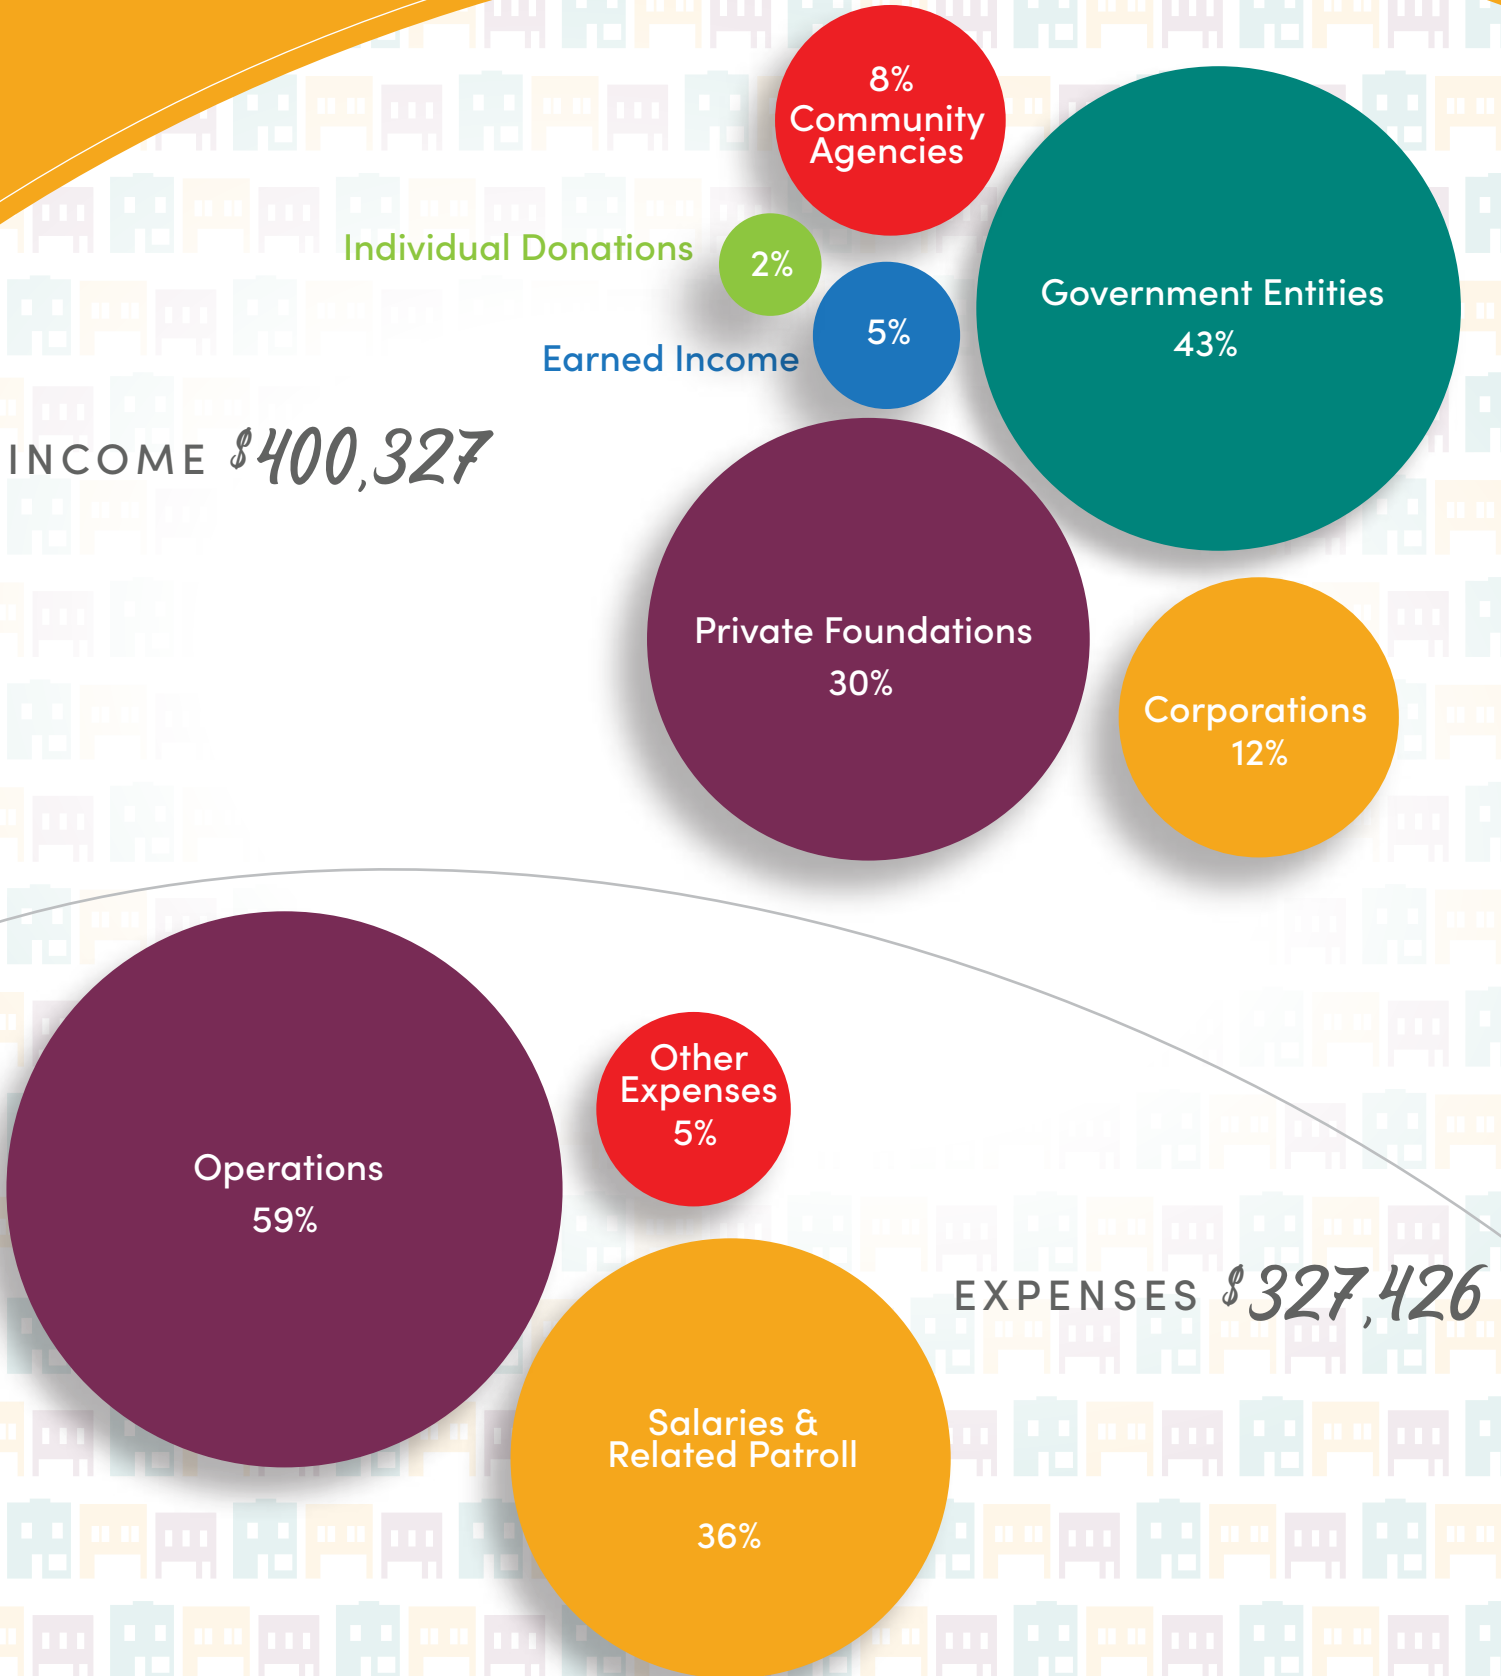 8%
Community
Agencies
Individual Donations
2%
Government Entities
43%
Earned Income
5%
INCOME $400,327
Private Foundations
30%
Corporations
12%
Operations
59%
Other
Expenses
5%
EXPENSES $327,426
Salaries &
Related Patroll
36%